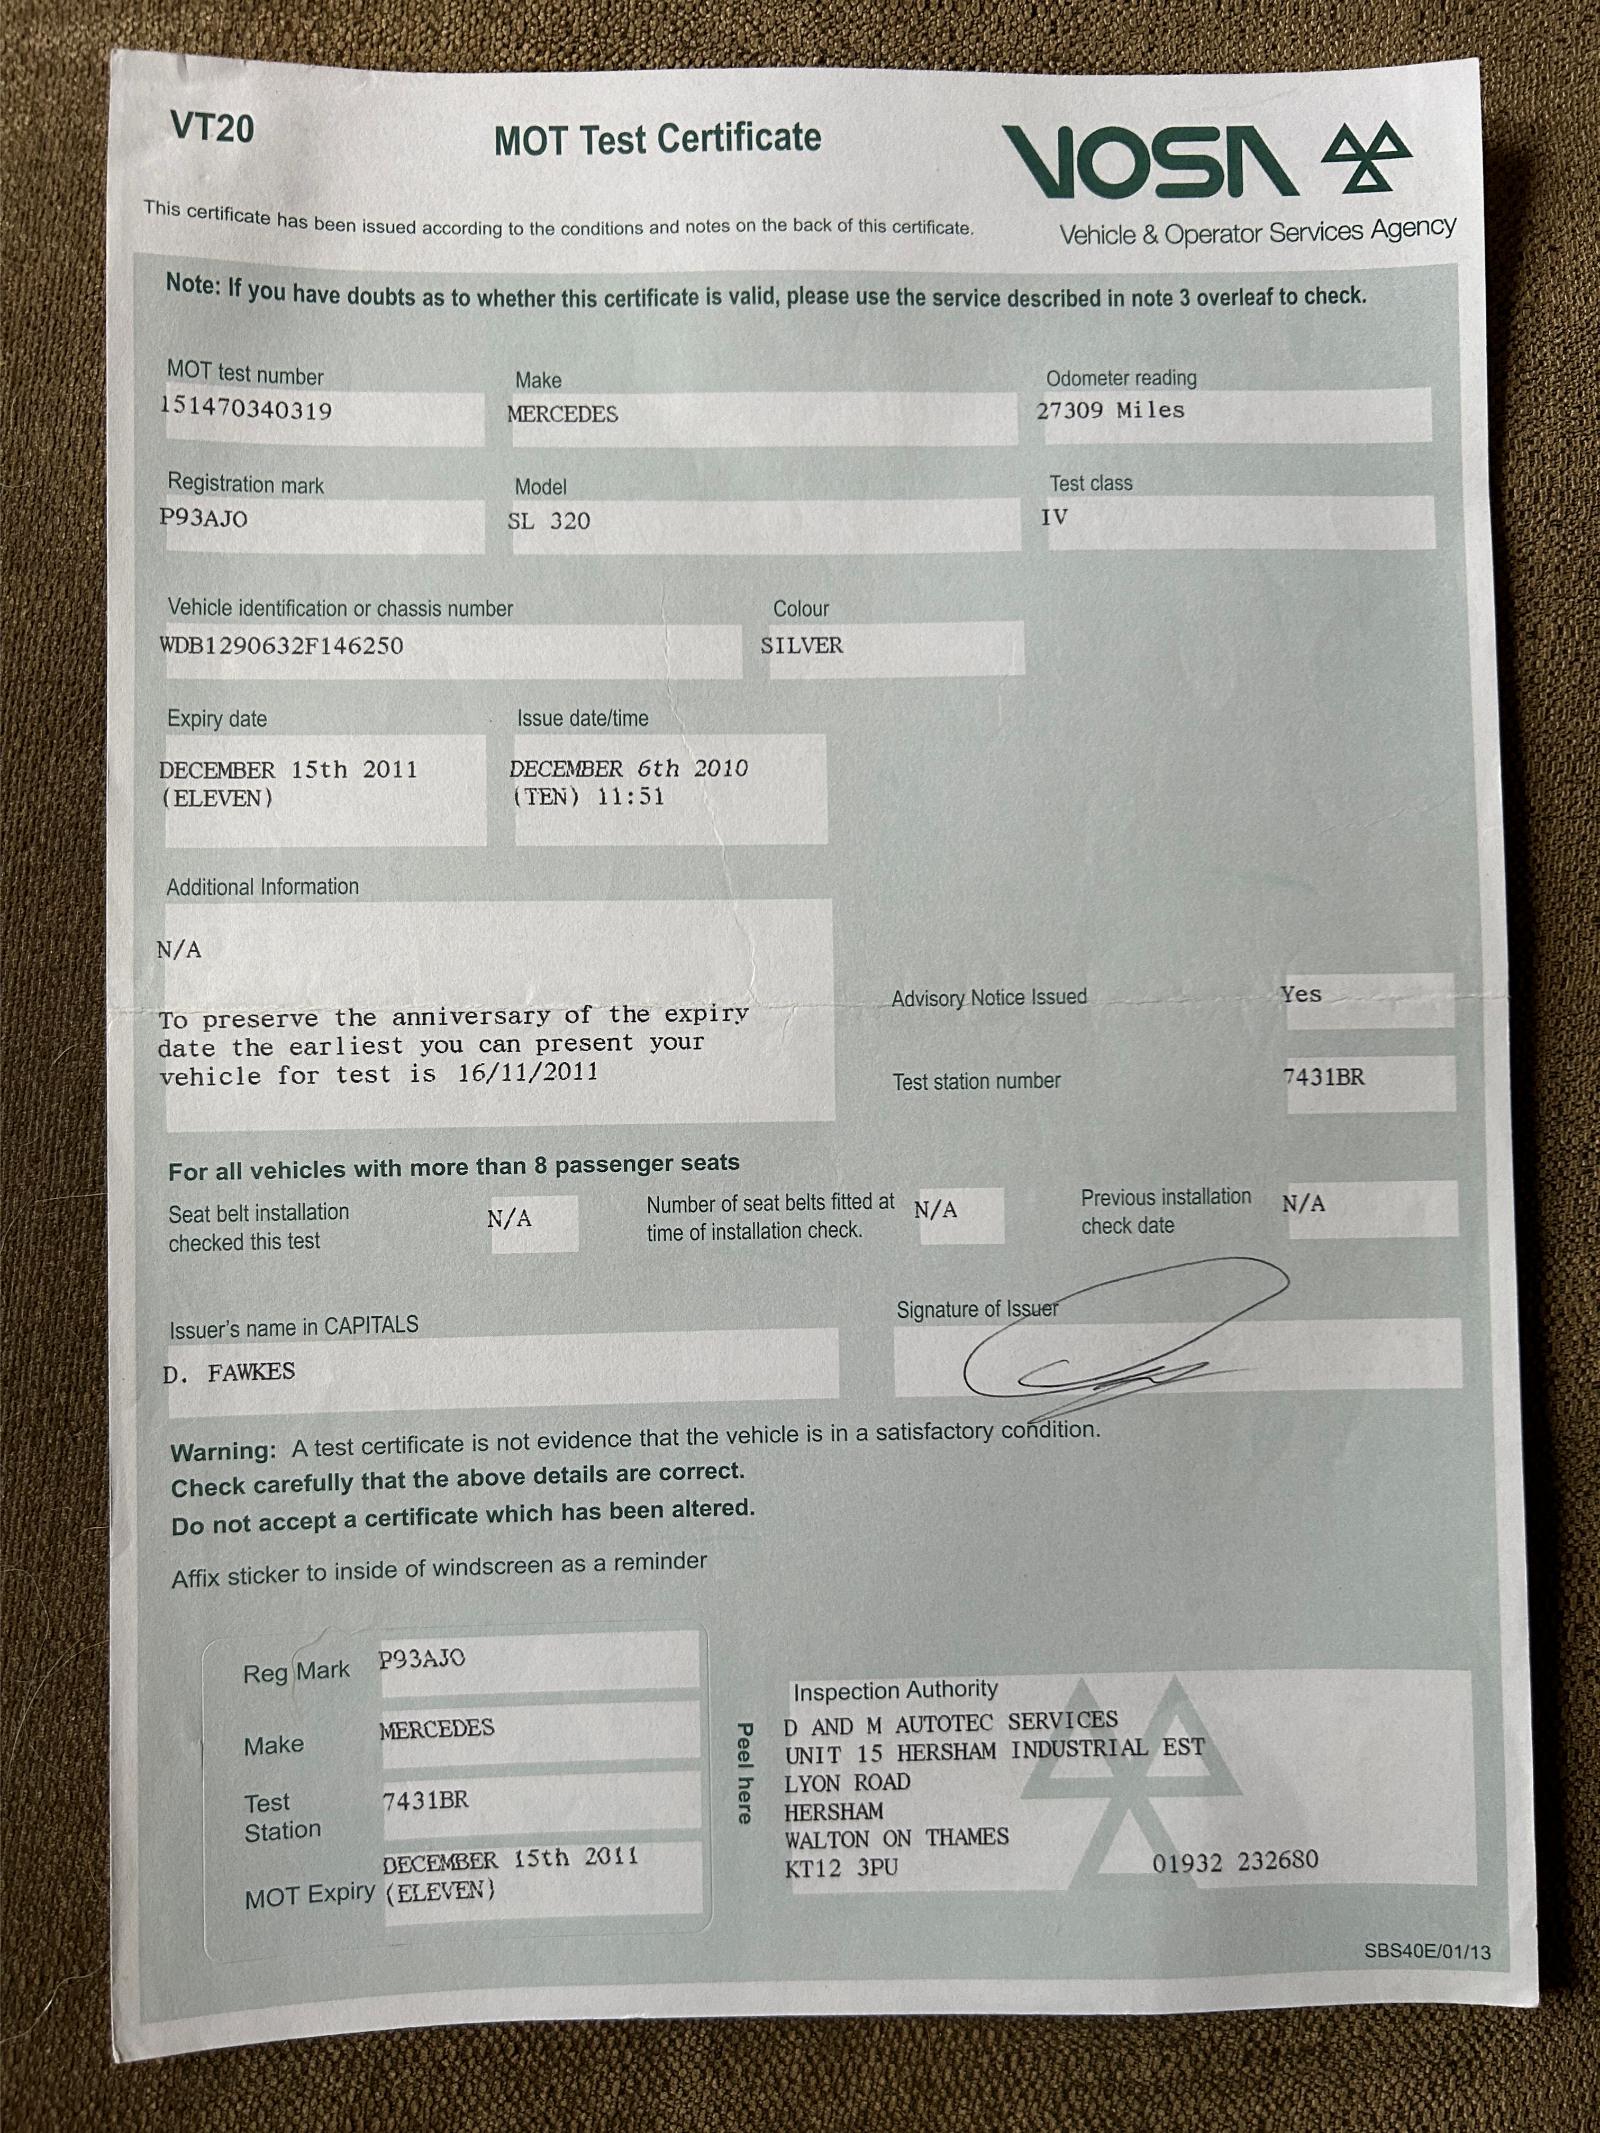 VT20
MOT Test Certificate
VOSA
Vehicle & Operator Services Agency
This certificate has been issued according to the conditions and notes on the back of this certificate.
Note: If you have doubts as to whether this certificate is valid, please use the service described in note 3 overleaf to check.
MOT test number
151470340319
Make
MERCEDES
Odometer reading
27309 Miles
Registration mark
P93AJO
Model
SL 320
Test class
IV
Vehicle identification or chassis number
WDB1290632F146250
Colour
SILVER
Expiry date
DECEMBER 15th 2011
(ELEVEN)
Issue date/time
DECEMBER 6th 2010
(TEN) 11:51
Additional Information
N/A
To preserve the anniversary of the expiry
date the earliest you can present your
vehicle for test is 16/11/2011
Advisory Notice Issued
Yes
Test station number
7431BR
For all vehicles with more than 8 passenger seats
Seat belt installation
checked this test
N/A
Number of seat belts fitted at
time of installation check.
N/A
Previous installation
check date
N/A
Issuer's name in CAPITALS
D. FAWKES
Signature of Issuer
Warning: A test certificate is not evidence that the vehicle is in a satisfactory condition.
Check carefully that the above details are correct.
Do not accept a certificate which has been altered.
Affix sticker to inside of windscreen as a reminder
Reg Mark
P93AJO
Make
MERCEDES
Test
Station
7431BR
MOT Expiry
DECEMBER 15th 2011
(ELEVEN)
Peel here
Inspection Authority
D AND M AUTOTEC SERVICES
UNIT 15 HERSHAM INDUSTRIAL EST
LYON ROAD
HERSHAM
WALTON ON THAMES
KT12 3PU
01932 232680
SBS40E/01/13